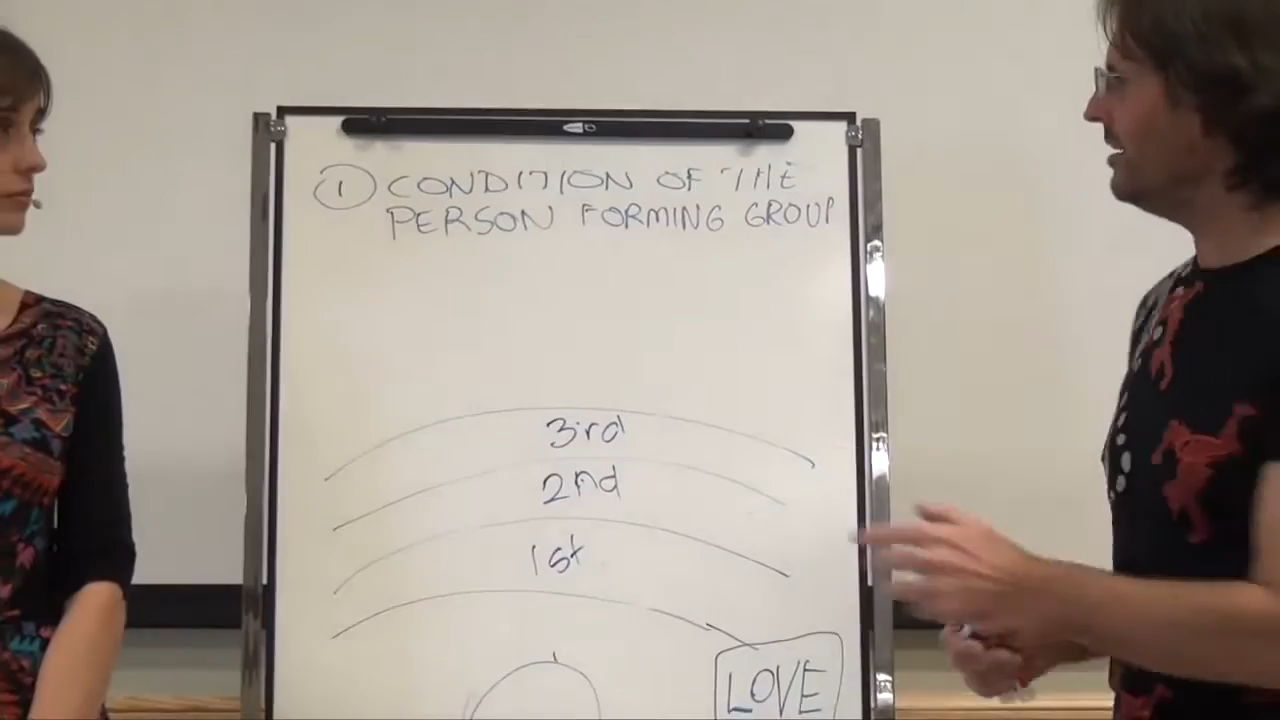 1 CONDITION OF THE
PERSON FORMING GROUP
3rd
2nd
1st
LOVE